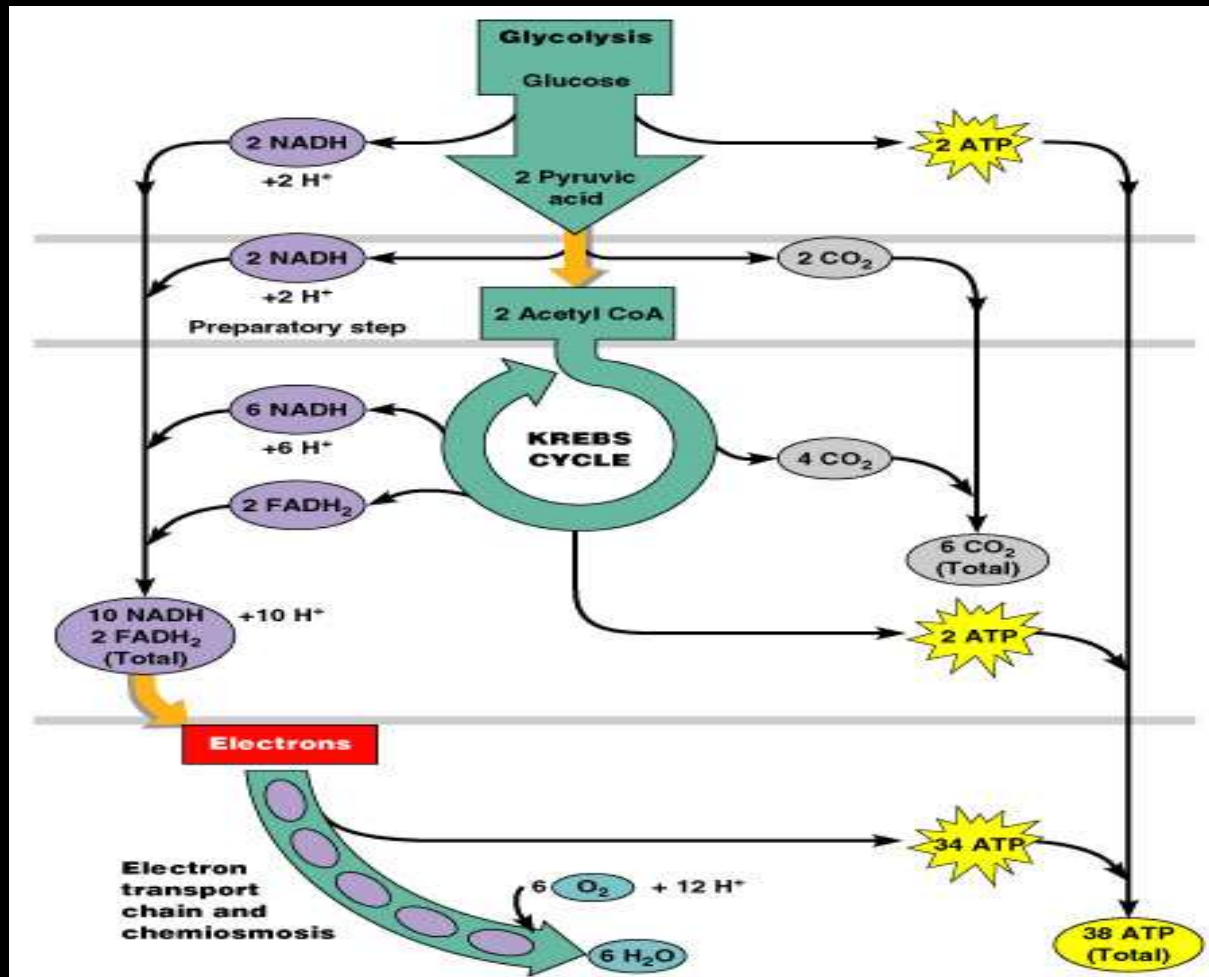 Glycolysis
Glucose
2 NADH
+2 H⁺
2 ATP
2 Pyruvic
acid
2 NADH
+2 H⁺
2 CO₂
Preparatory step
2 Acetyl CoA
6 NADH
+6 H⁺
KREBS
CYCLE
4 CO₂
2 FADH₂
6 CO₂
(Total)
10 NADH
2 FADH₂
(Total)
+10 H⁺
2 ATP
Electrons
34 ATP
Electron
transport
chain and
chemiosmosis
6 O₂ + 12 H⁺
6 H₂O
38 ATP
(Total)